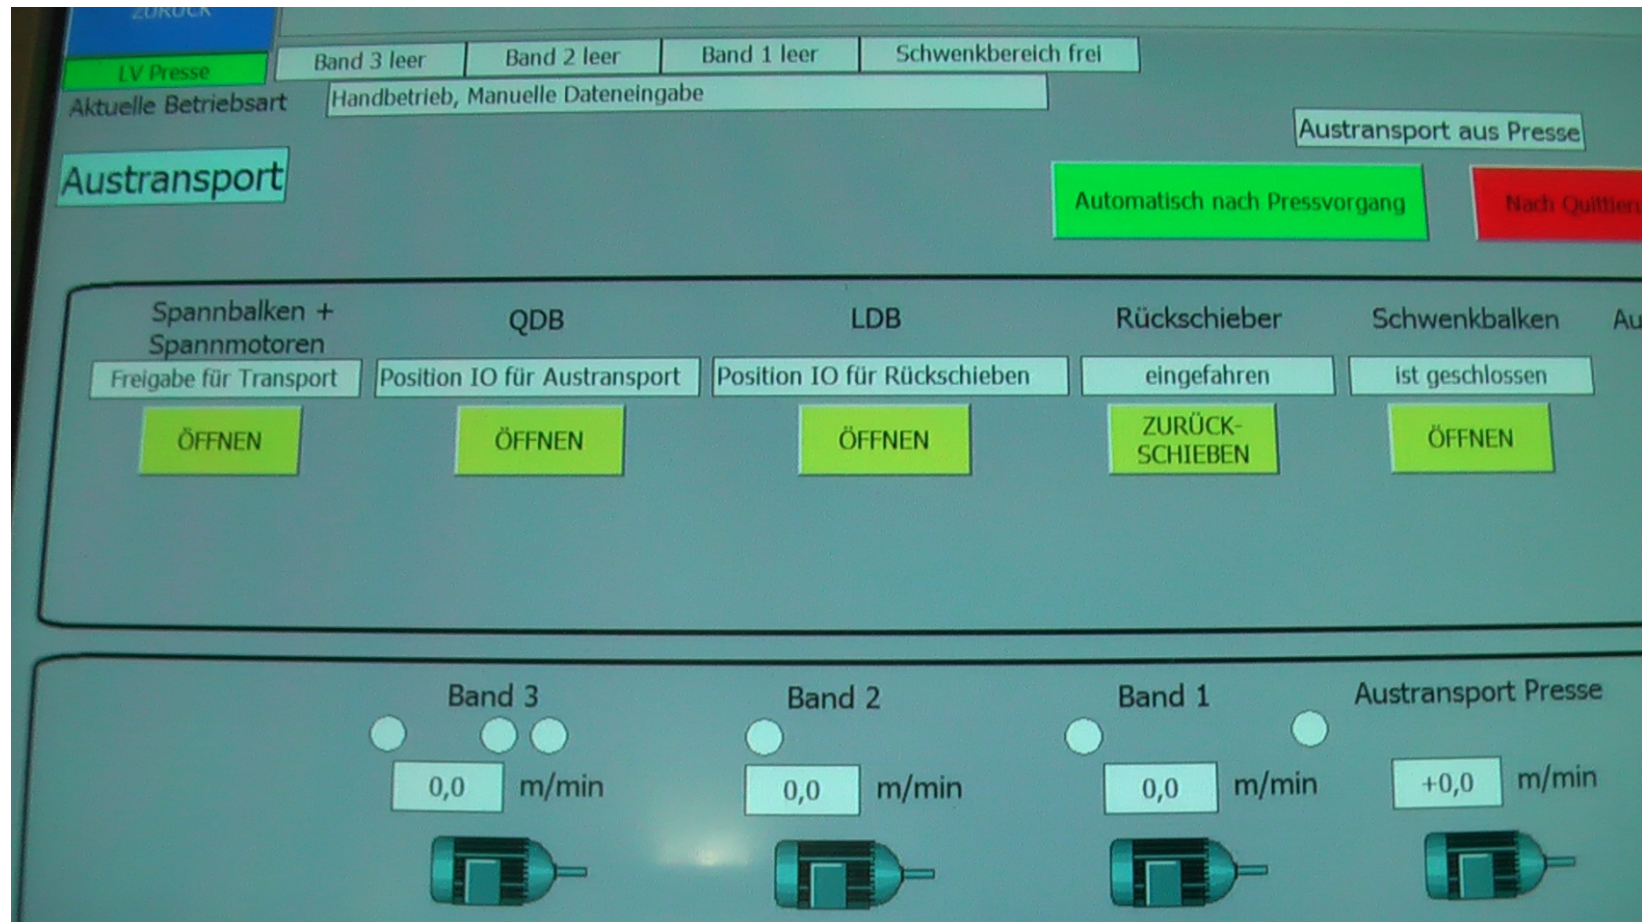 ZURÜCK
LV Presse
Band 3 leer
Band 2 leer
Band 1 leer
Schwenkbereich frei
Aktuelle Betriebsart
Handbetrieb, Manuelle Dateneingabe
Austransport aus Presse
Austransport
Automatisch nach Pressvorgang
Nach
Spannbalken +
Spannmotoren
QDB
LDB
Rückschieber
Schwenkbalken
Freigabe für Transport
Position IO für Austransport
Position IO für Rückschieben
eingefahren
ist geschlossen
ÖFFNEN
ÖFFNEN
ÖFFNEN
ZURÜCK-
SCHIEBEN
ÖFFNEN
Band 3
Band 2
Band 1
Austransport Presse
0,0 m/min
0,0 m/min
0,0 m/min
+0,0 m/min